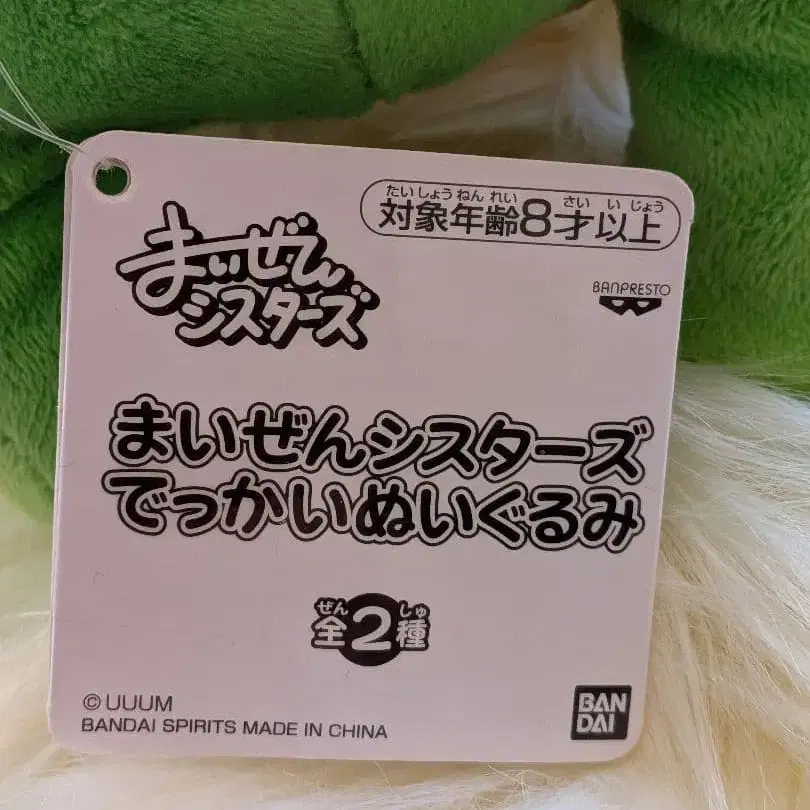 たいしょうねんれい さいいじょう
対象年齢8才以上
まいぜん
シスターズ
BANPRESTO
まいぜんシスターズ
でっかいぬいぐるみ
ぜん しゅ
全2種
©UUUM
BANDAI SPIRITS MADE IN CHINA
BAN
DAI